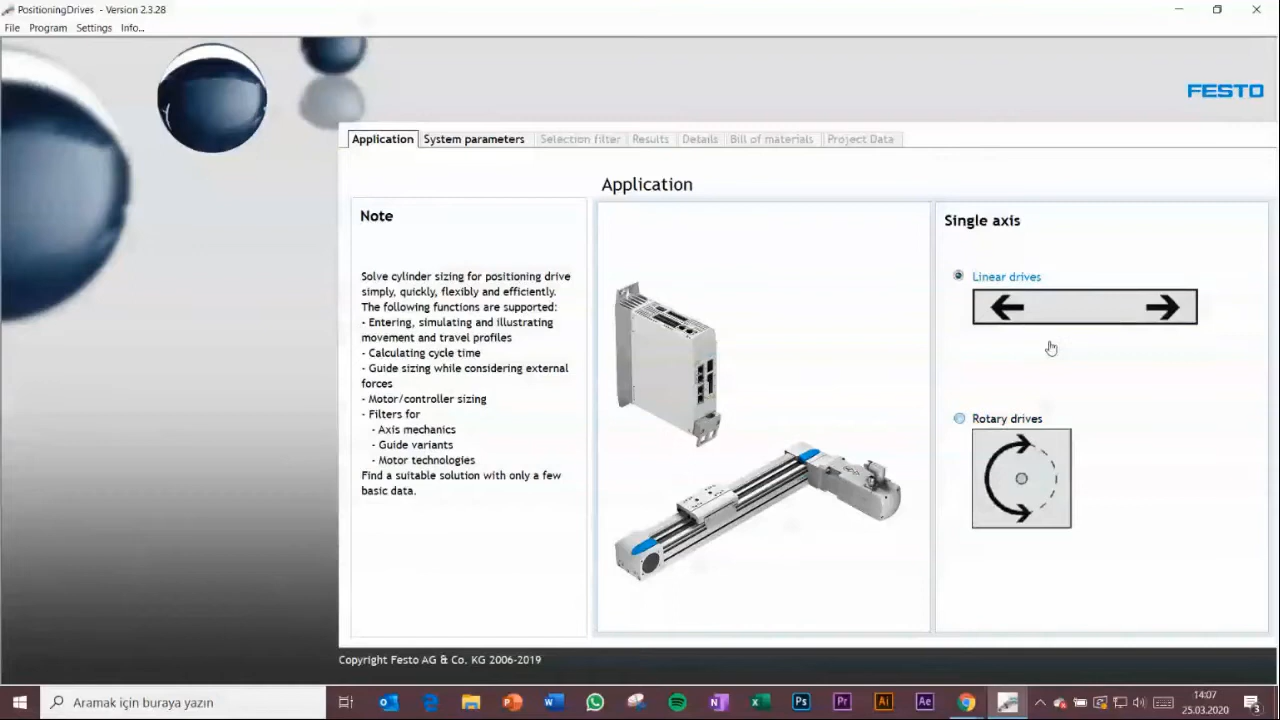 PositioningDrives - Version 2.3.28
File Program Settings Info...
FESTO
Application System parameters Selection filter Results Details Bill of materials Project Data
Application
Note
Solve cylinder sizing for positioning drive
simply, quickly, flexibly and efficiently.
The following functions are supported:
- Entering, simulating and illustrating
movement and travel profiles
- Calculating cycle time
- Guide sizing while considering external
forces
- Motor/controller sizing
- Filters for
- Axis mechanics
- Guide variants
- Motor technologies
Find a suitable solution with only a few
basic data.
Single axis
Linear drives
Rotary drives
Copyright Festo AG & Co. KG 2006-2019
Aramak için buraya yazın
Ps
Pr
Ai
Ae
14:07
25.03.2020
3